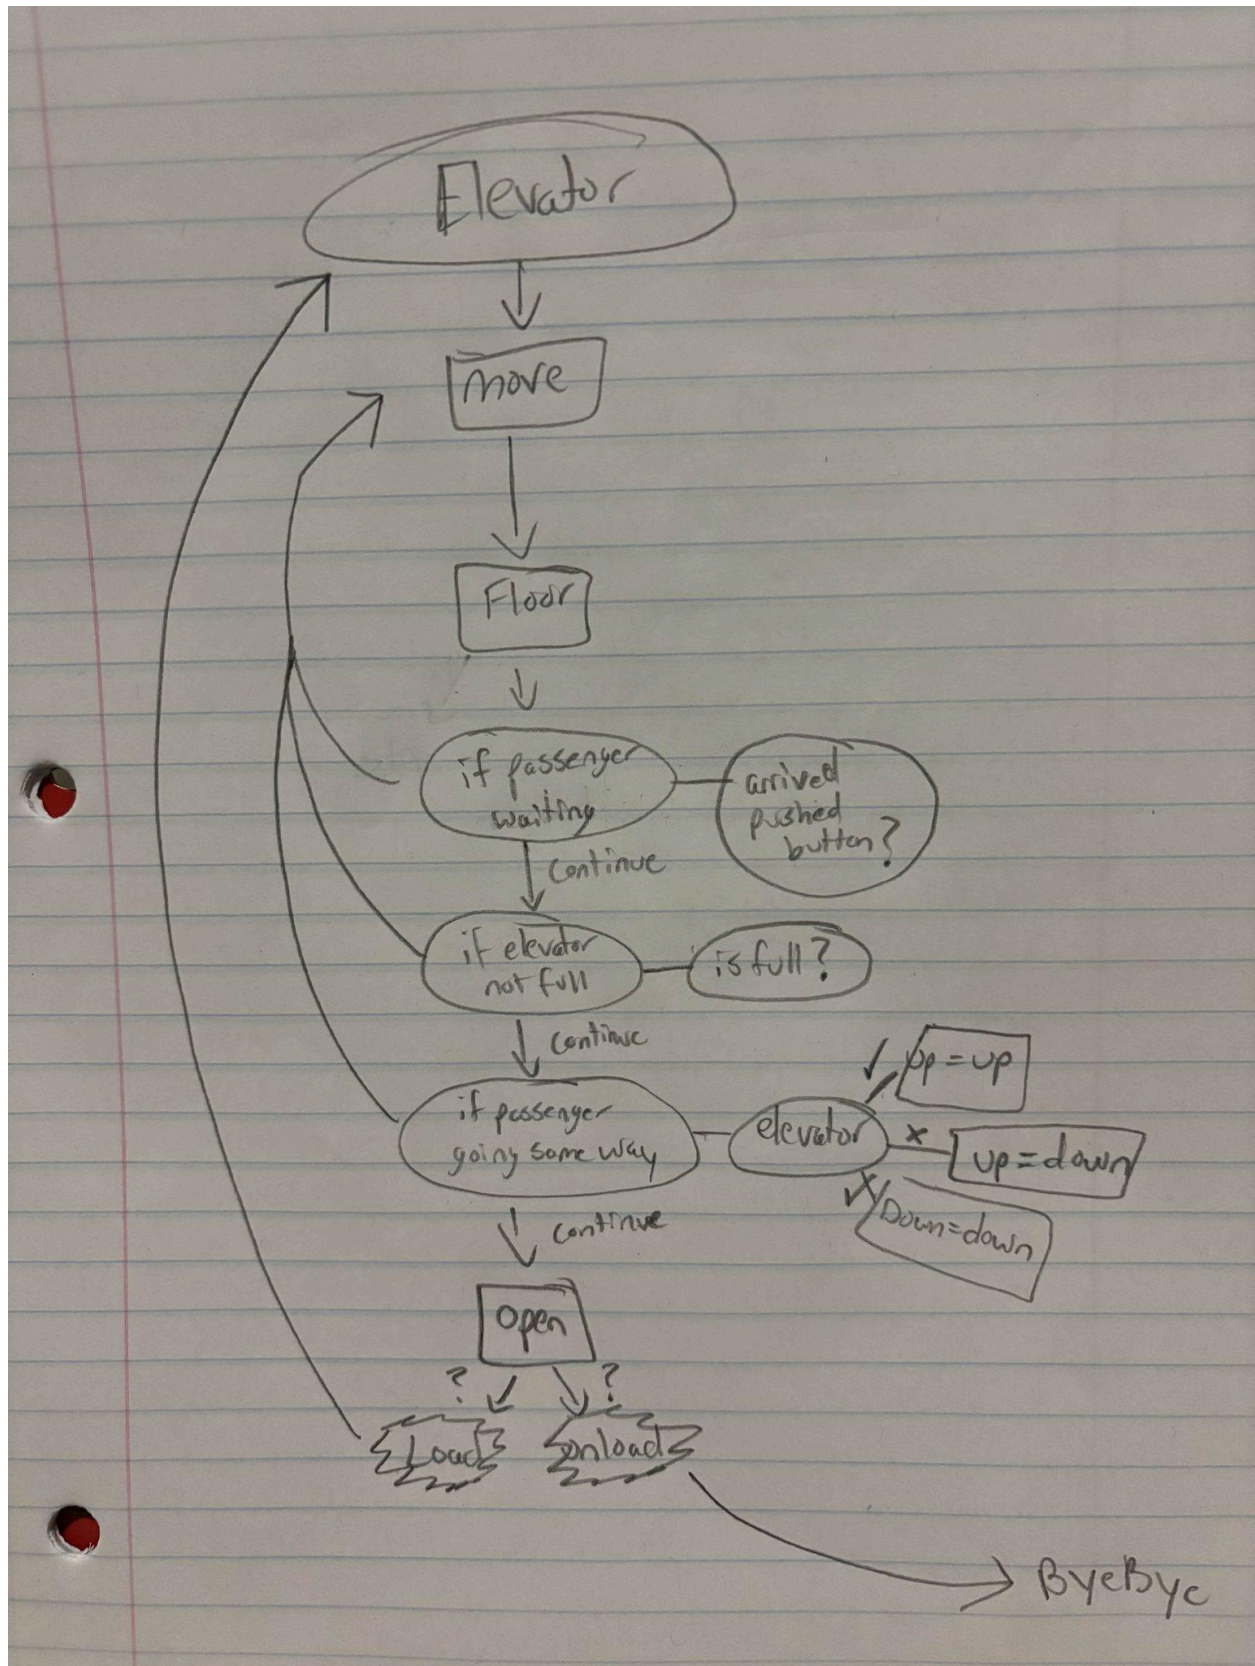 Elevator
move
Floor
if passenger
waiting
arrived
pushed
button?
continue
if elevator
not full
is full?
continue
if passenger
going same way
elevator
✓
up = up
x
up = down
✓
Down = down
continue
open
?
?
Load
unload
ByeBye